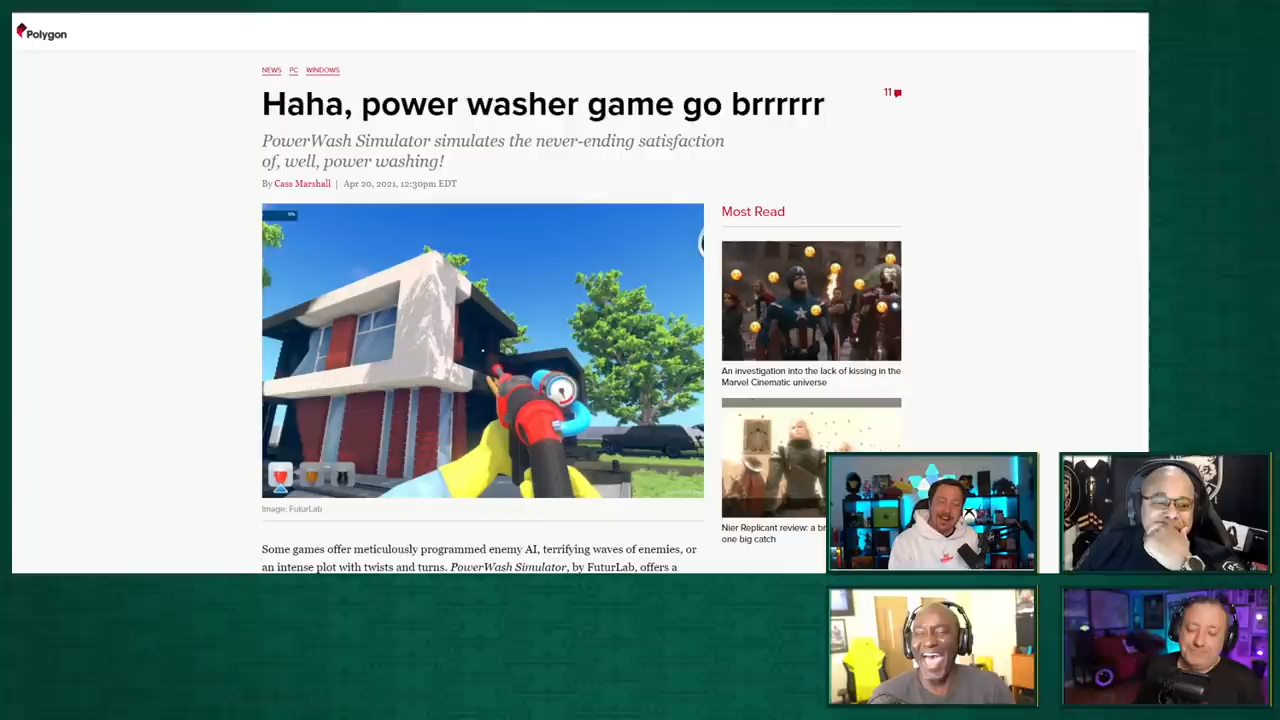 Polygon
NEWS PC WINDOWS
Haha, power washer game go brrrrrr
11
PowerWash Simulator simulates the never-ending satisfaction
of, well, power washing!
By Cass Marshall | Apr 20, 2021, 12:30pm EDT
Most Read
An investigation into the lack of kissing in the
Marvel Cinematic universe
Image: FuturLab
Nier Replicant review: a br
one big catch
Some games offer meticulously programmed enemy AI, terrifying waves of enemies, or
an intense plot with twists and turns. PowerWash Simulator, by FuturLab, offers a